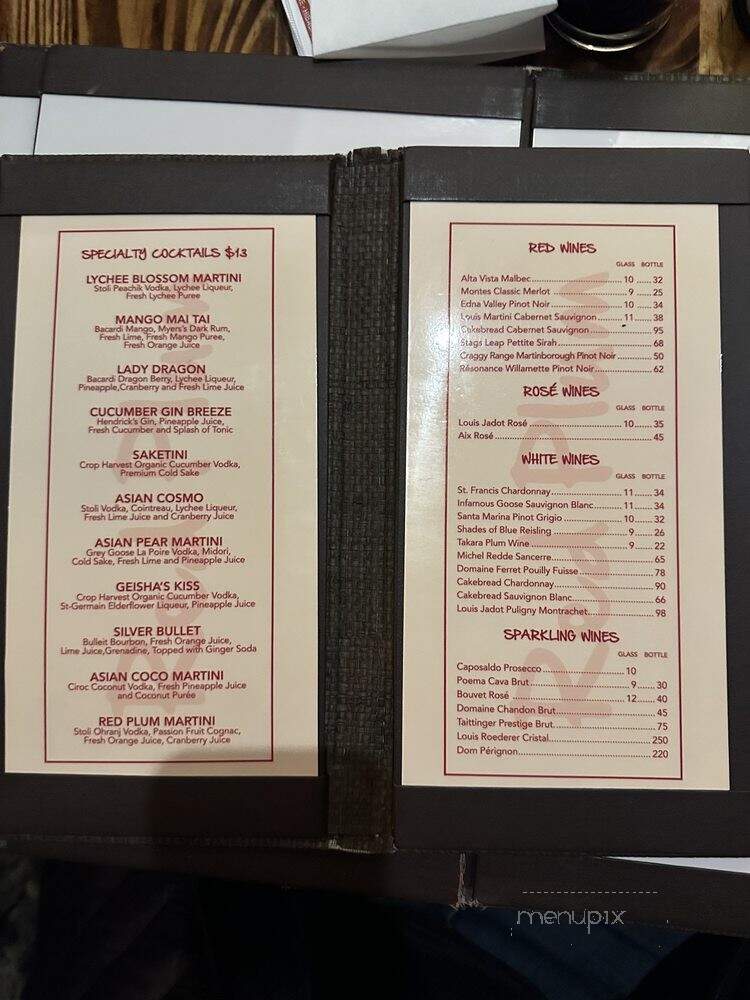 SPECIALTY COCKTAILS $13
LYCHEE BLOSSOM MARTINI
Stoli Peachik Vodka, Lychee Liqueur,
Fresh Lychee Puree
MANGO MAI TAI
Bacardi Mango, Myers's Dark Rum,
Fresh Lime, Fresh Mango Puree,
Fresh Orange Juice
LADY DRAGON
Bacardi Dragon Berry, Lychee Liqueur,
Pineapple,Cranberry and Fresh Lime Juice
CUCUMBER GIN BREEZE
Hendrick's Gin, Pineapple Juice,
Fresh Cucumber and Splash of Tonic
SAKETINI
Crop Harvest Organic Cucumber Vodka,
Premium Cold Sake
ASIAN COSMO
Stoli Vodka, Cointreau, Lychee Liqueur,
Fresh Lime Juice and Cranberry Juice
ASIAN PEAR MARTINI
Grey Goose La Poire Vodka, Midori,
Cold Sake, Fresh Lime and Pineapple Juice
GEISHA'S KISS
Crop Harvest Organic Cucumber Vodka,
St-Germain Elderflower Liqueur, Pineapple Juice
SILVER BULLET
Bulleit Bourbon, Fresh Orange Juice,
Lime Juice,Grenadine, Topped with Ginger Soda
ASIAN COCO MARTINI
Ciroc Coconut Vodka, Fresh Pineapple Juice
and Coconut Purée
RED PLUM MARTINI
Stoli Ohranj Vodka, Passion Fruit Cognac,
Fresh Orange Juice, Cranberry Juice
Red Plum
RED WINES
GLASS BOTTLE
Alta Vista Malbec 10 32
Montes Classic Merlot 9 25
Edna Valley Pinot Noir 10 34
Louis Martini Cabernet Sauvignon 11 38
Cakebread Cabernet Sauvignon 95
Stags Leap Pettite Sirah 68
Craggy Range Martinborough Pinot Noir 50
Résonance Willamette Pinot Noir 62
ROSÉ WINES
GLASS BOTTLE
Louis Jadot Rosé 10 35
Aix Rosé 45
WHITE WINES
GLASS BOTTLE
St. Francis Chardonnay 11 34
Infamous Goose Sauvignon Blanc 11 34
Santa Marina Pinot Grigio 10 32
Shades of Blue Reisling 9 26
Takara Plum Wine 9 22
Michel Redde Sancerre 65
Domaine Ferret Pouilly Fuisse 78
Cakebread Chardonnay 90
Cakebread Sauvignon Blanc 66
Louis Jadot Puligny Montrachet 98
SPARKLING WINES
GLASS BOTTLE
Caposaldo Prosecco 10
Poema Cava Brut 9 30
Bouvet Rosé 12 40
Domaine Chandon Brut 45
Taittinger Prestige Brut 75
Louis Roederer Cristal 250
Dom Pérignon 220
Red Plum
menupix